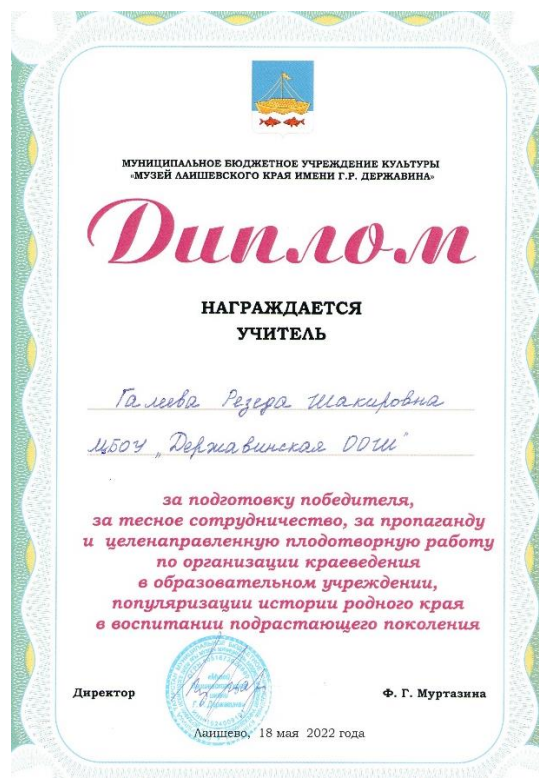 МУНИЦИПАЛЬНОЕ БЮДЖЕТНОЕ УЧРЕЖДЕНИЕ КУЛЬТУРЫ
«МУЗЕЙ ЛАИШЕВСКОГО КРАЯ ИМЕНИ Г.Р. ДЕРЖАВИНА»
Диплом
НАГРАЖДАЕТСЯ
УЧИТЕЛЬ
Галеева Резеда Шакировна
МБОУ „Державинская ООШ"
за подготовку победителя,
за тесное сотрудничество, за пропаганду
и целенаправленную плодотворную работу
по организации краеведения
в образовательном учреждении,
популяризации истории родного края
в воспитании подрастающего поколения
Директор
Ф. Г. Муртазина
Лаишево, 18 мая 2022 года